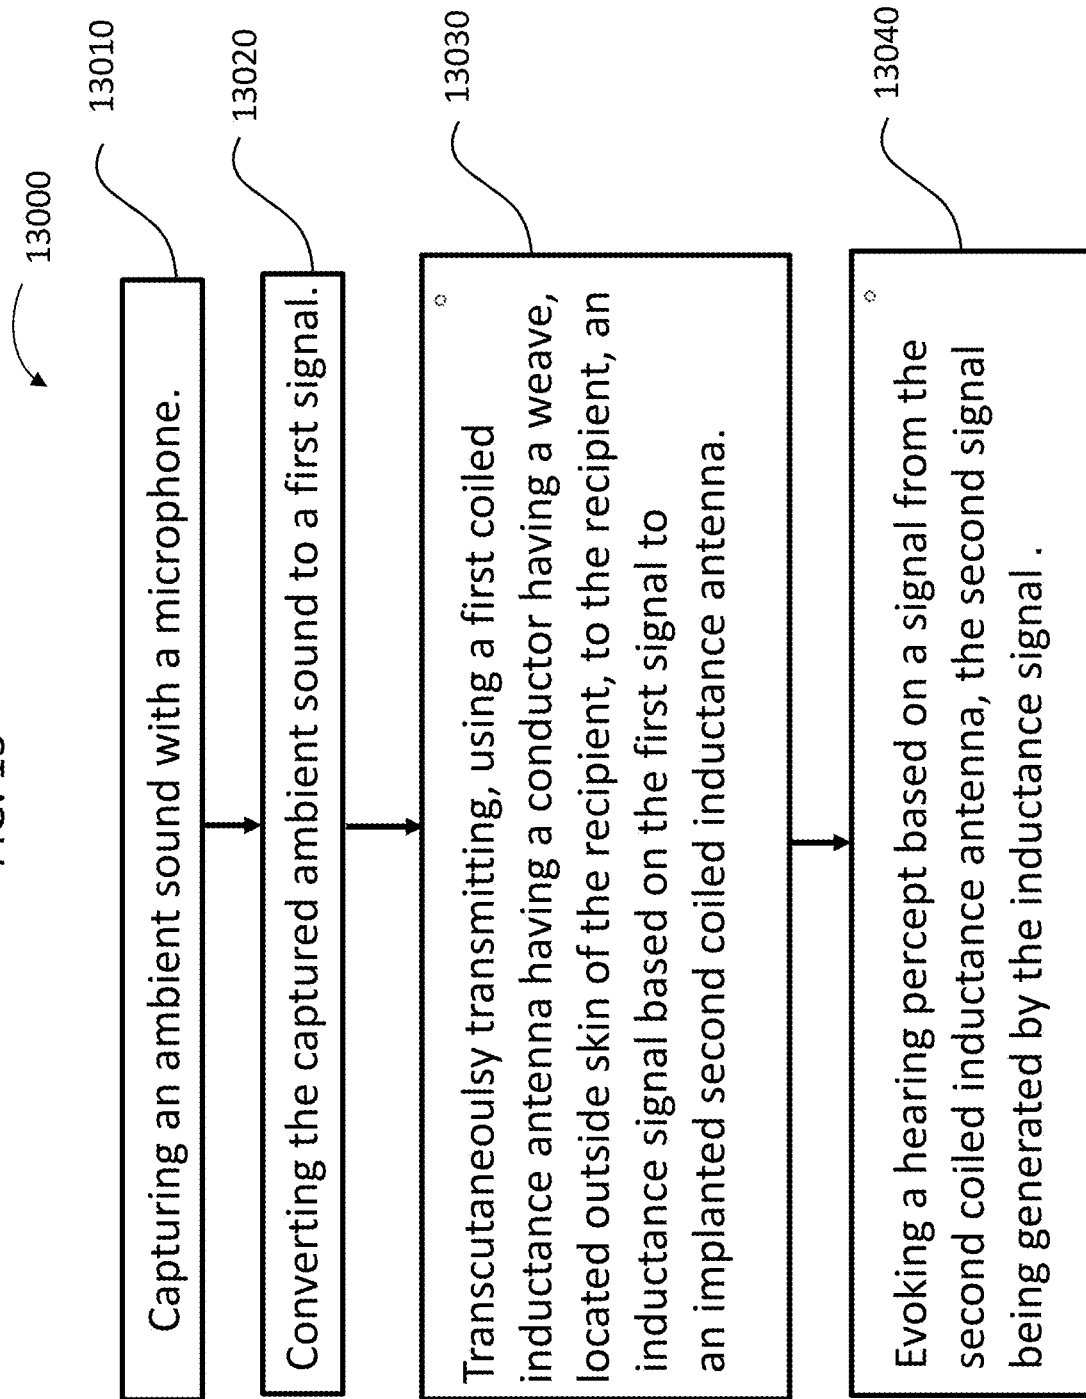 13000
Capturing an ambient sound with a microphone.
13010
Converting the captured ambient sound to a first signal.
13020
Transcutaneoulsy transmitting, using a first coiled
inductance antenna having a conductor having a weave,
located outside skin of the recipient, to the recipient, an
inductance signal based on the first signal to
an implanted second coiled inductance antenna.
13030
Evoking a hearing percept based on a signal from the
second coiled inductance antenna, the second signal
being generated by the inductance signal .
13040